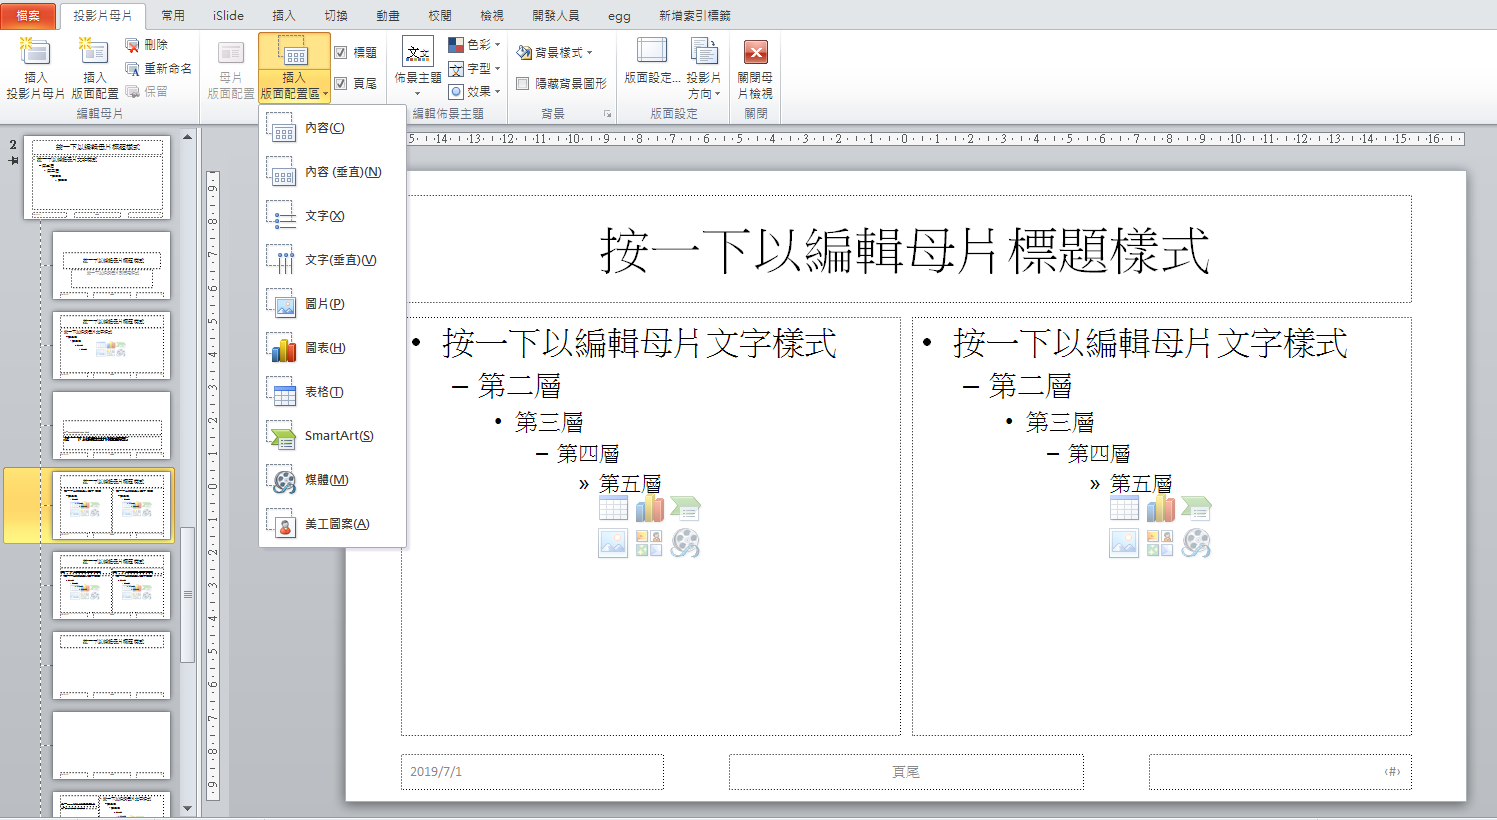 檔案 投影片母片 常用 iSlide 插入 切換 動畫 校閱 檢視 開發人員 egg 新增索引標籤
插入
投影片母片
插入
版面配置
刪除
重新命名
保留
編輯母片
母片
版面配置
插入
版面配置區
標題
頁尾
佈景主題
色彩
字型
效果
編輯佈景主題
背景樣式
隱藏背景圖形
背景
版面設定...
投影片
方向
版面設定
關閉母
片檢視
關閉
內容(C)
內容 (垂直)(N)
文字(X)
文字(垂直)(V)
圖片(P)
圖表(H)
表格(T)
SmartArt(S)
媒體(M)
美工圖案(A)
2
按一下以編輯母片標題樣式
• 按一下以編輯母片文字樣式
– 第二層
• 第三層
– 第四層
» 第五層
• 按一下以編輯母片文字樣式
– 第二層
• 第三層
– 第四層
» 第五層
2019/7/1 頁尾 ‹#›